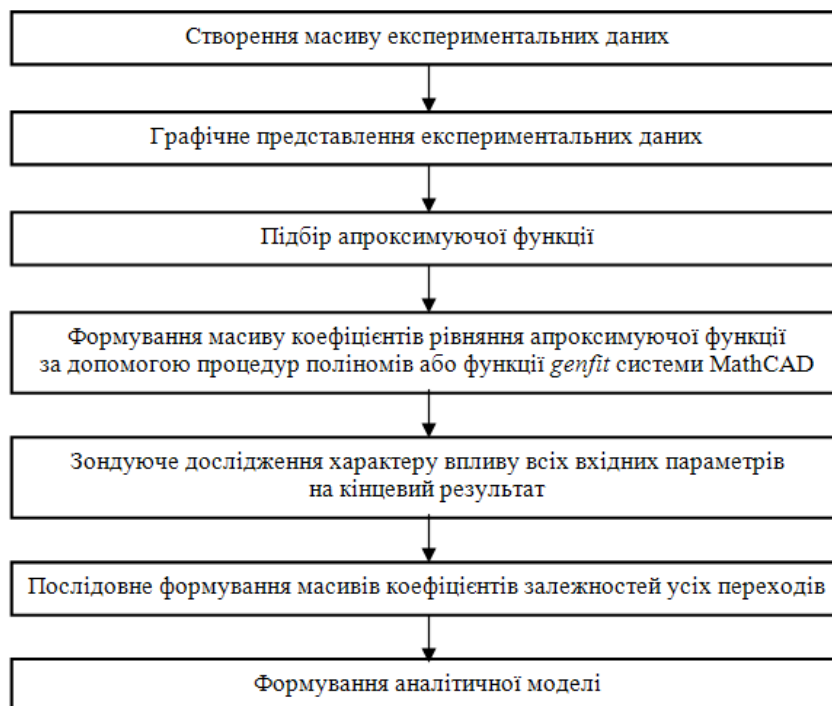 Створення масиву експериментальних даних
Графічне представлення експериментальних даних
Підбір апроксимуючої функції
Формування масиву коефіцієнтів рівняння апроксимуючої функції
за допомогою процедур поліномів або функції genfit системи MathCAD
Зондуюче дослідження характеру впливу всіх вхідних параметрів
на кінцевий результат
Послідовне формування масивів коефіцієнтів залежностей усіх переходів
Формування аналітичної моделі